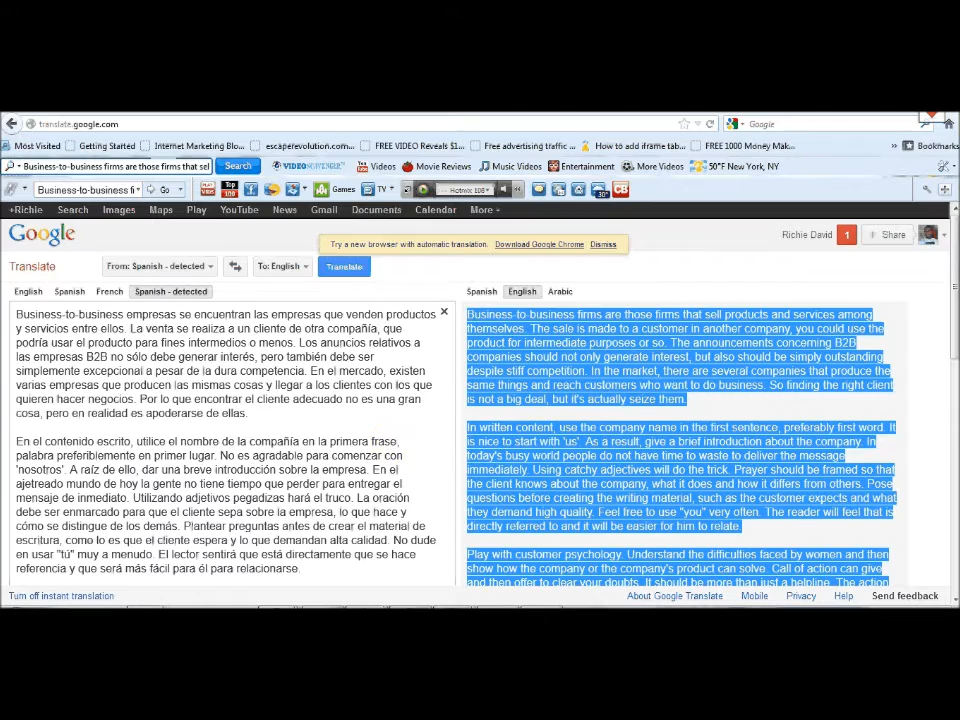 translate.google.com
Google
Most Visited
Getting Started
Internet Marketing Blo...
escaperevolution.com...
FREE VIDEO Reveals $1...
Free advertising traffic ...
How to add iframe tab...
FREE 1000 Money Mak...
»
Bookmarks
Business-to-business firms are those firms that sel
Search
VIDEOSCAVENGER
Videos
Movie Reviews
Music Videos
Entertainment
More Videos
50°F New York, NY
Business-to-business fi
Go
Top 100
Games
TV
Hotmix 108
30°
CB
+Richie Search Images Maps Play YouTube News Gmail Documents Calendar More
Google
Try a new browser with automatic translation. Download Google Chrome Dismiss
Richie David 1 + Share
Translate
From: Spanish - detected
To: English
Translate
English Spanish French Spanish - detected
Spanish English Arabic
Business-to-business empresas se encuentran las empresas que venden productos
y servicios entre ellos. La venta se realiza a un cliente de otra compañía, que
podría usar el producto para fines intermedios o menos. Los anuncios relativos a
las empresas B2B no sólo debe generar interés, pero también debe ser
simplemente excepcional a pesar de la dura competencia. En el mercado, existen
varias empresas que producen las mismas cosas y llegar a los clientes con los que
quieren hacer negocios. Por lo que encontrar el cliente adecuado no es una gran
cosa, pero en realidad es apoderarse de ellas.
En el contenido escrito, utilice el nombre de la compañía en la primera frase,
palabra preferiblemente en primer lugar. No es agradable para comenzar con
'nosotros'. A raíz de ello, dar una breve introducción sobre la empresa. En el
ajetreado mundo de hoy la gente no tiene tiempo que perder para entregar el
mensaje de inmediato. Utilizando adjetivos pegadizas hará el truco. La oración
debe ser enmarcado para que el cliente sepa sobre la empresa, lo que hace y
cómo se distingue de los demás. Plantear preguntas antes de crear el material de
escritura, como lo es que el cliente espera y lo que demandan alta calidad. No dude
en usar "tú" muy a menudo. El lector sentirá que está directamente que se hace
referencia y que será más fácil para él para relacionarse.
Business-to-business firms are those firms that sell products and services among
themselves. The sale is made to a customer in another company, you could use the
product for intermediate purposes or so. The announcements concerning B2B
companies should not only generate interest, but also should be simply outstanding
despite stiff competition. In the market, there are several companies that produce the
same things and reach customers who want to do business. So finding the right client
is not a big deal, but it's actually seize them.
In written content, use the company name in the first sentence, preferably first word. It
is nice to start with 'us'. As a result, give a brief introduction about the company. In
today's busy world people do not have time to waste to deliver the message
immediately. Using catchy adjectives will do the trick. Prayer should be framed so that
the client knows about the company, what it does and how it differs from others. Pose
questions before creating the writing material, such as the customer expects and what
they demand high quality. Feel free to use "you" very often. The reader will feel that is
directly referred to and it will be easier for him to relate.
Play with customer psychology. Understand the difficulties faced by women and then
show how the company or the company's product can solve. Call of action can give
and then offer to clear your doubts. It should be more than just a helpline. The action
Turn off instant translation
About Google Translate Mobile Privacy Help Send feedback